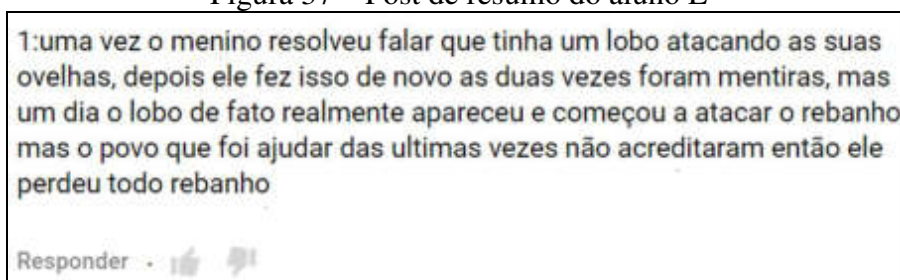 Figura 37 – Post de resumo do aluno E
1:uma vez o menino resolveu falar que tinha um lobo atacando as suas
ovelhas, depois ele fez isso de novo as duas vezes foram mentiras, mas
um dia o lobo de fato realmente apareceu e começou a atacar o rebanho
mas o povo que foi ajudar das ultimas vezes não acreditaram então ele
perdeu todo rebanho
Responder ·